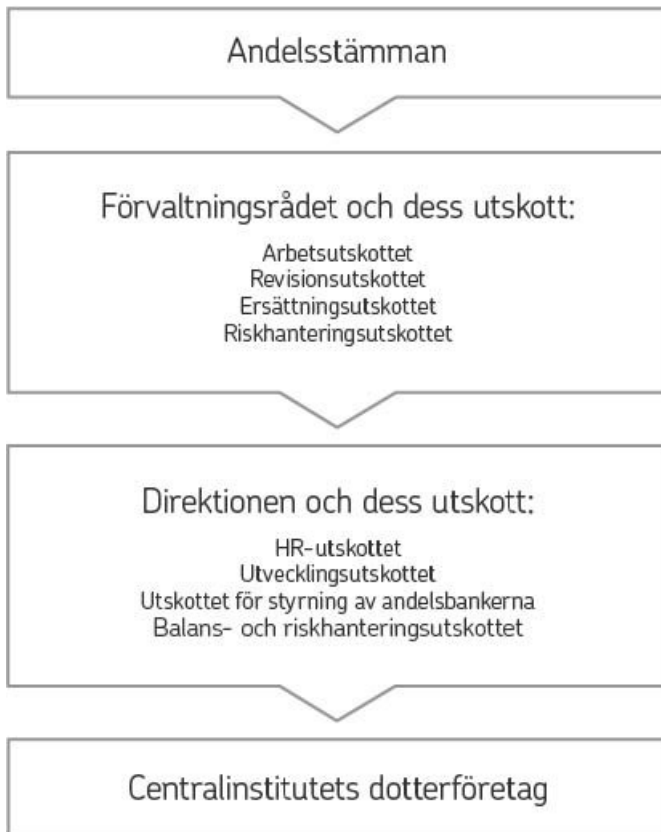 Andelsstämman
Förvaltningsrådet och dess utskott:
Arbetsutskottet
Revisionsutskottet
Ersättningsutskottet
Riskhanteringsutskottet
Direktionen och dess utskott:
HR-utskottet
Utvecklingsutskottet
Utskottet för styrning av andelsbankerna
Balans- och riskhanteringsutskottet
Centralinstitutets dotterföretag